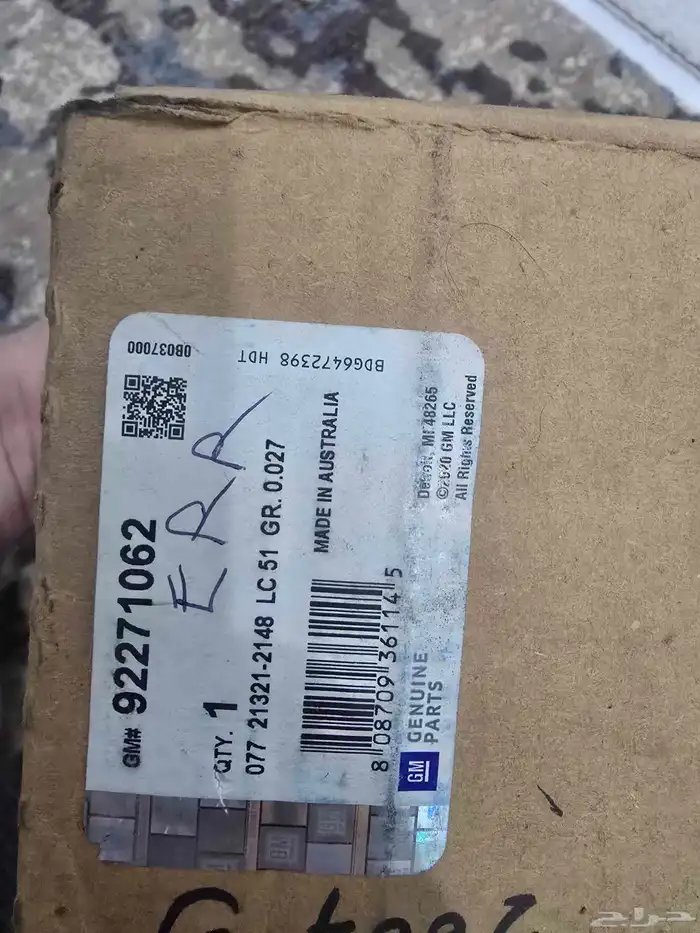 0B037000
BDG6472398 HDT
GM# 92271062
ERR
QTY. 1
077 21321-2148 LC 51 GR. 0.027
MADE IN AUSTRALIA
8 08709 36114 5
GM
GENUINE
PARTS
Detroit, MI 48265
©2020 GM LLC
All Rights Reserved
GM
حراج